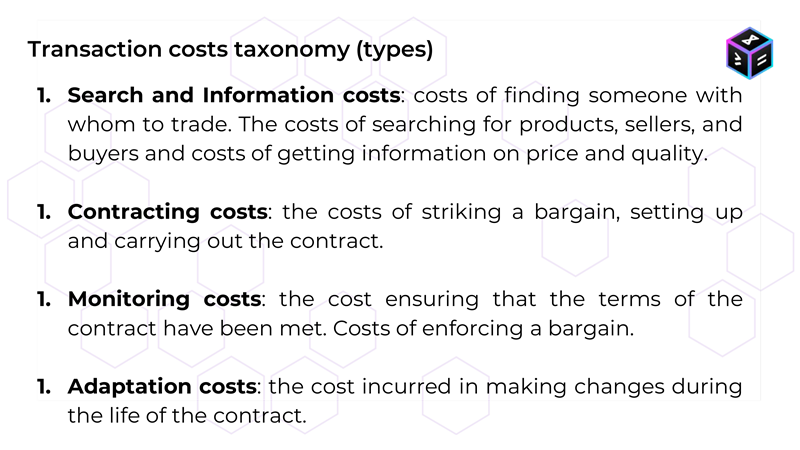 Transaction costs taxonomy (types)
1. Search and Information costs: costs of finding someone with
whom to trade. The costs of searching for products, sellers, and
buyers and costs of getting information on price and quality.
1. Contracting costs: the costs of striking a bargain, setting up
and carrying out the contract.
1. Monitoring costs: the cost ensuring that the terms of the
contract have been met. Costs of enforcing a bargain.
1. Adaptation costs: the cost incurred in making changes during
the life of the contract.